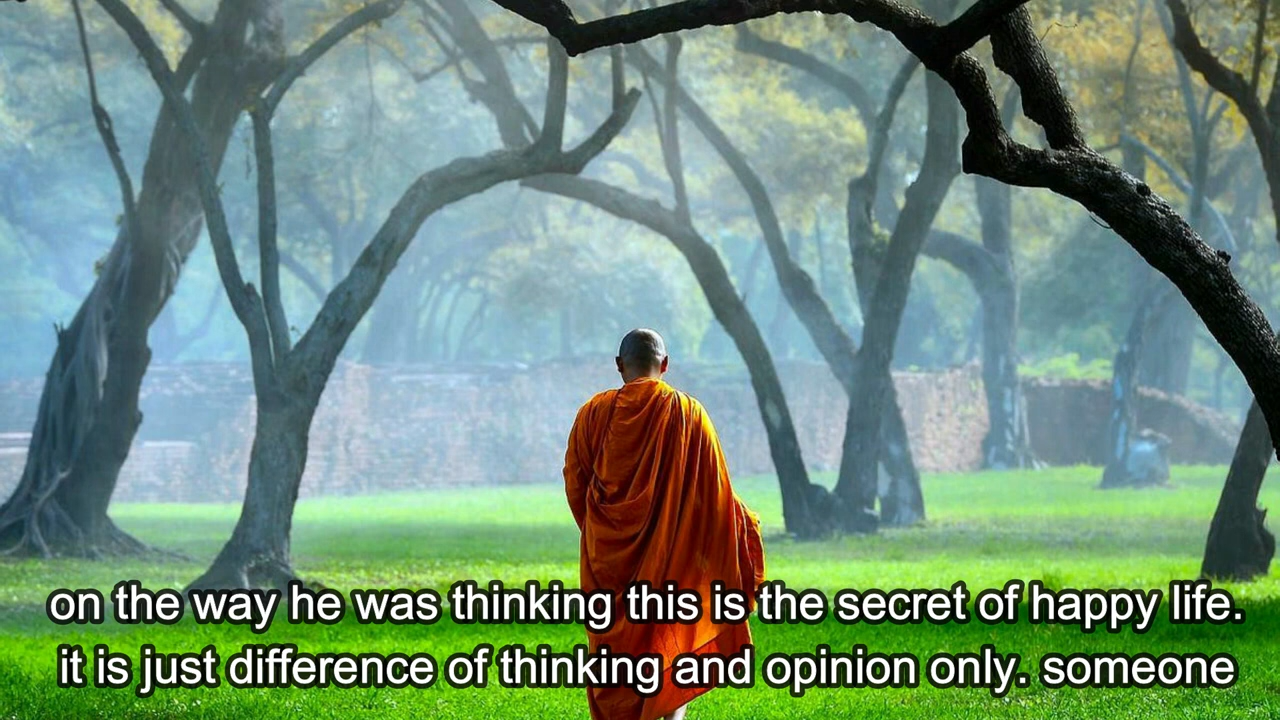 on the way he was thinking this is the secret of happy life.
it is just difference of thinking and opinion only. someone